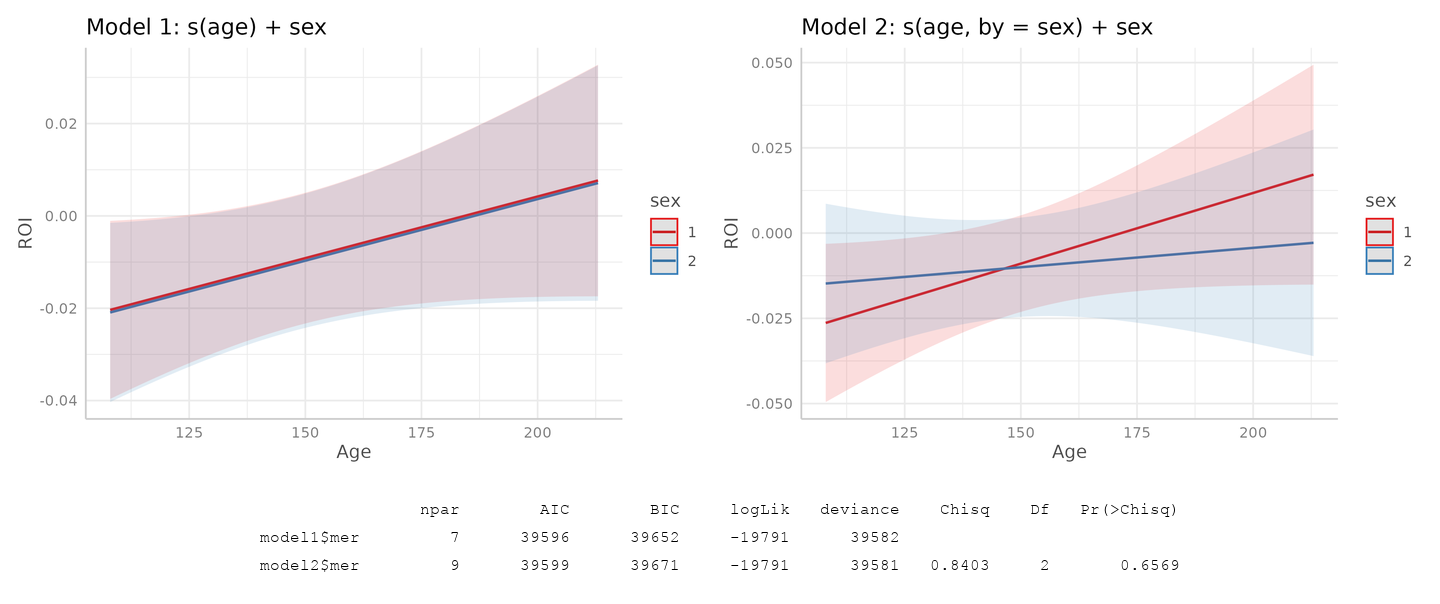 Model 1: s(age) + sex
0.02
0.00
-0.02
-0.04
ROI
125 150 175 200
Age
sex
1
2
Model 2: s(age, by = sex) + sex
0.050
0.025
0.000
-0.025
-0.050
ROI
125 150 175 200
Age
sex
1
2
npar AIC BIC logLik deviance Chisq Df Pr(>Chisq)
model1$mer 7 39596 39652 -19791 39582
model2$mer 9 39599 39671 -19791 39581 0.8403 2 0.6569